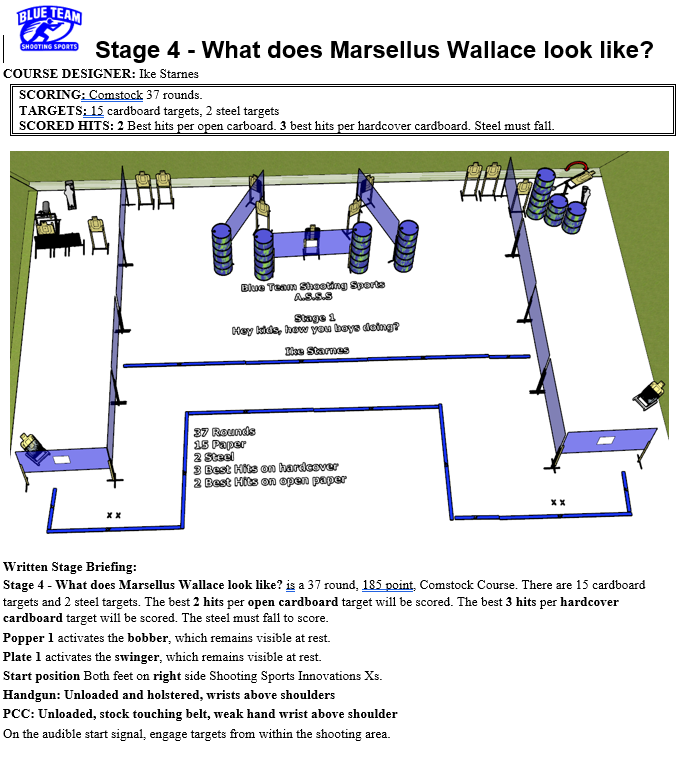 BLUE TEAM
SHOOTING SPORTS
Stage 4 - What does Marsellus Wallace look like?
COURSE DESIGNER: Ike Starnes
SCORING: Comstock 37 rounds.
TARGETS: 15 cardboard targets, 2 steel targets
SCORED HITS: 2 Best hits per open carboard. 3 best hits per hardcover cardboard. Steel must fall.
Blue Team Shooting Sports
A.S.S.S
Stage 1
Hey kids, how you boys doing?
Ike Starnes
37 Rounds
15 Paper
2 Steel
3 Best Hits on hardcover
2 Best Hits on open paper
X X
X X
Written Stage Briefing:
Stage 4 - What does Marsellus Wallace look like? is a 37 round, 185 point, Comstock Course. There are 15 cardboard
targets and 2 steel targets. The best 2 hits per open cardboard target will be scored. The best 3 hits per hardcover
cardboard target will be scored. The steel must fall to score.
Popper 1 activates the bobber, which remains visible at rest.
Plate 1 activates the swinger, which remains visible at rest.
Start position Both feet on right side Shooting Sports Innovations Xs.
Handgun: Unloaded and holstered, wrists above shoulders
PCC: Unloaded, stock touching belt, weak hand wrist above shoulder
On the audible start signal, engage targets from within the shooting area.